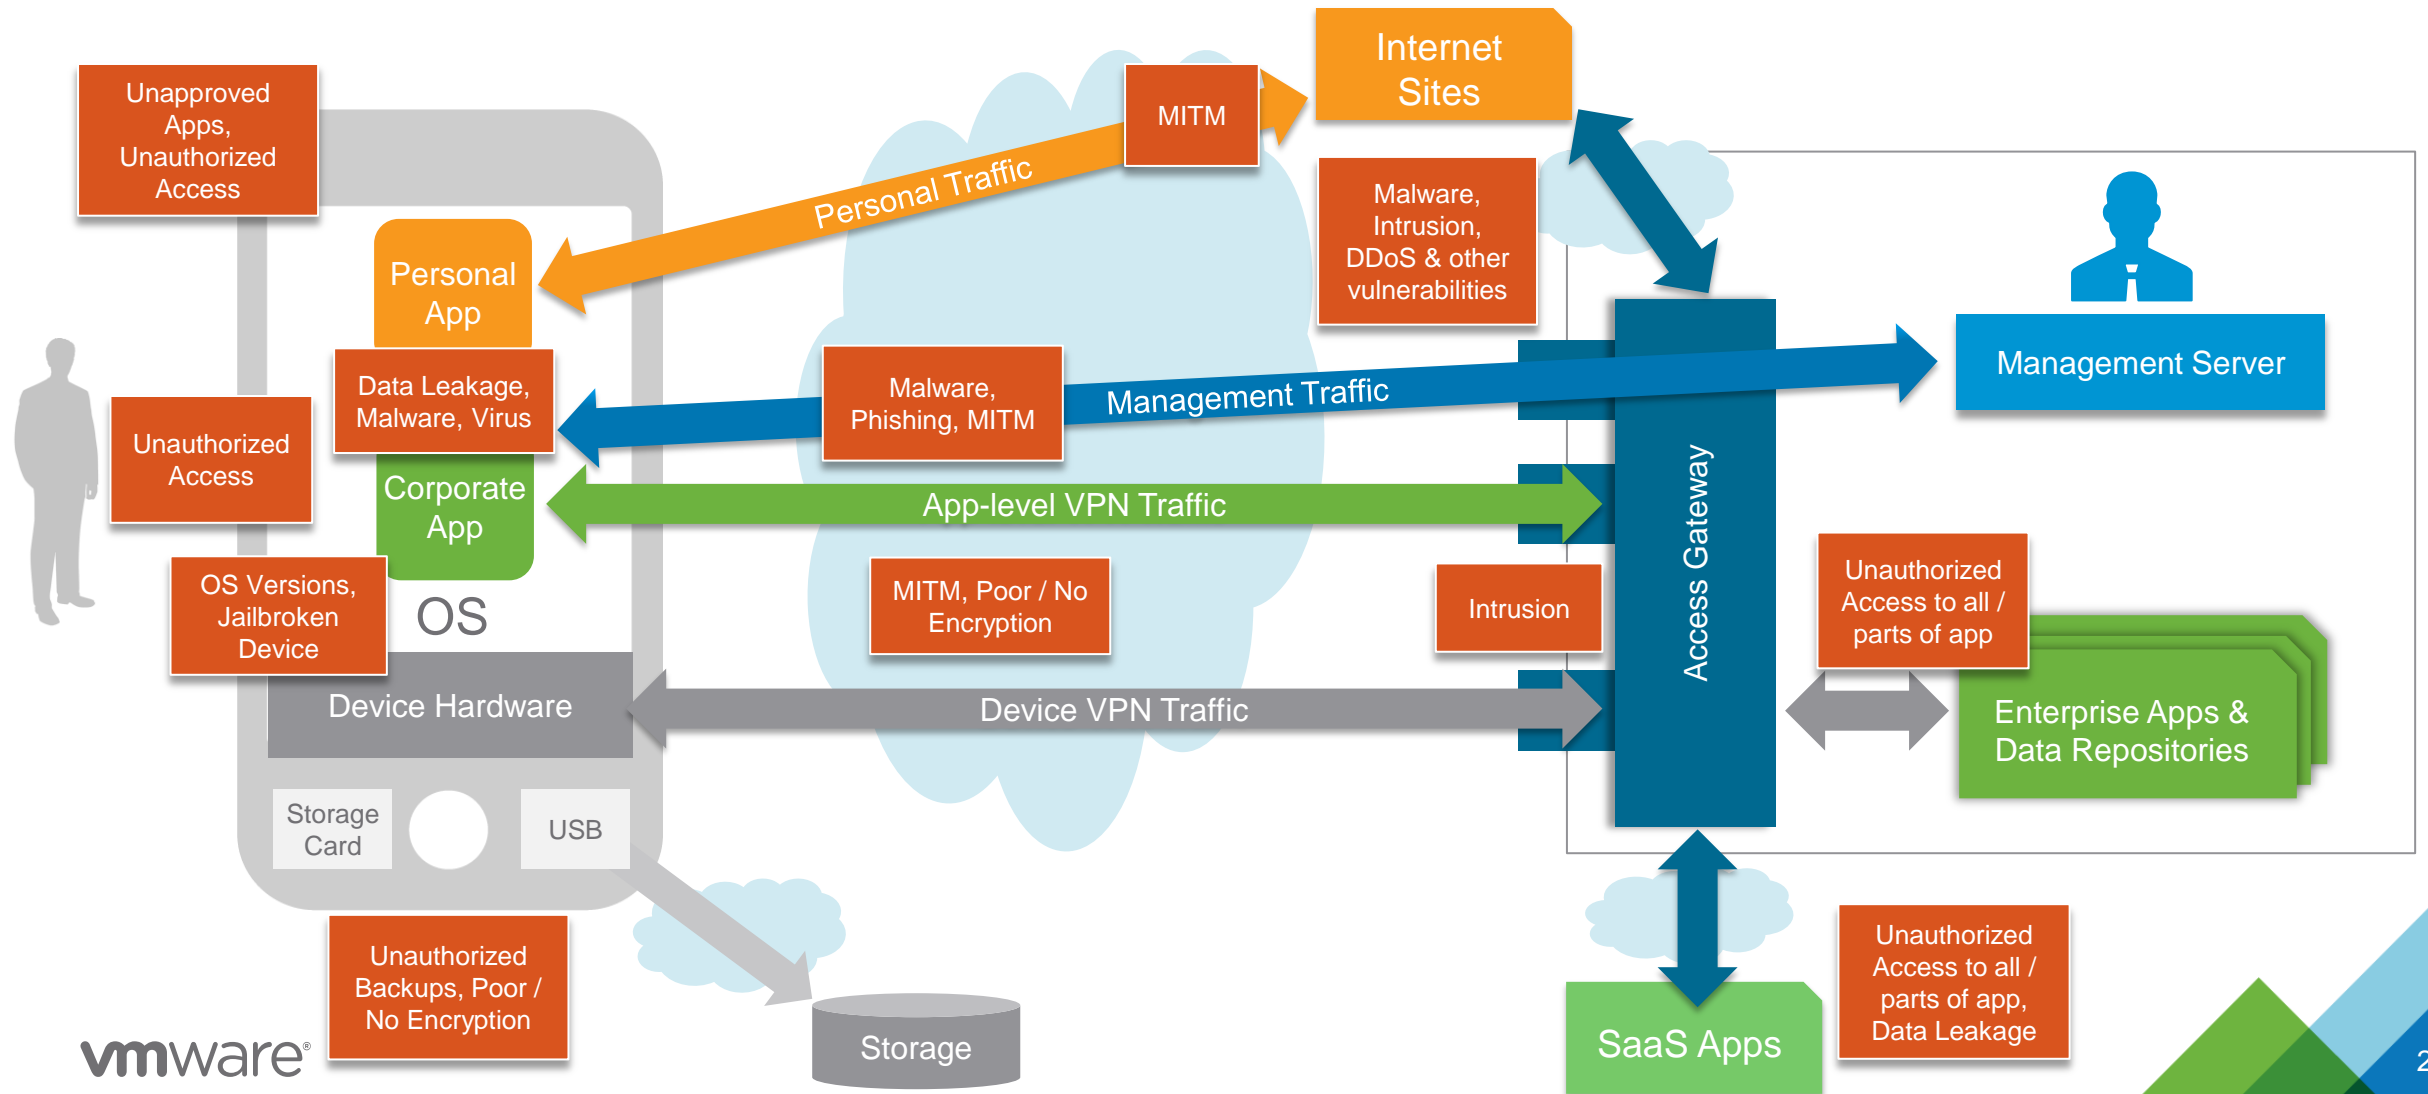 Internet
Sites
Unapproved
Apps,
Unauthorized
Access
MITM
Personal Traffic
Malware,
Intrusion,
DDoS & other
vulnerabilities
Personal
App
Management Server
Data Leakage,
Malware, Virus
Malware,
Phishing, MITM
Management Traffic
Unauthorized
Access
Corporate
App
App-level VPN Traffic
Access Gateway
OS Versions,
Jailbroken
Device
OS
MITM, Poor / No
Encryption
Intrusion
Unauthorized
Access to all /
parts of app
Device Hardware
Device VPN Traffic
Enterprise Apps &
Data Repositories
Storage
Card
USB
Unauthorized
Backups, Poor /
No Encryption
Storage
SaaS Apps
Unauthorized
Access to all /
parts of app,
Data Leakage
vmware®
2